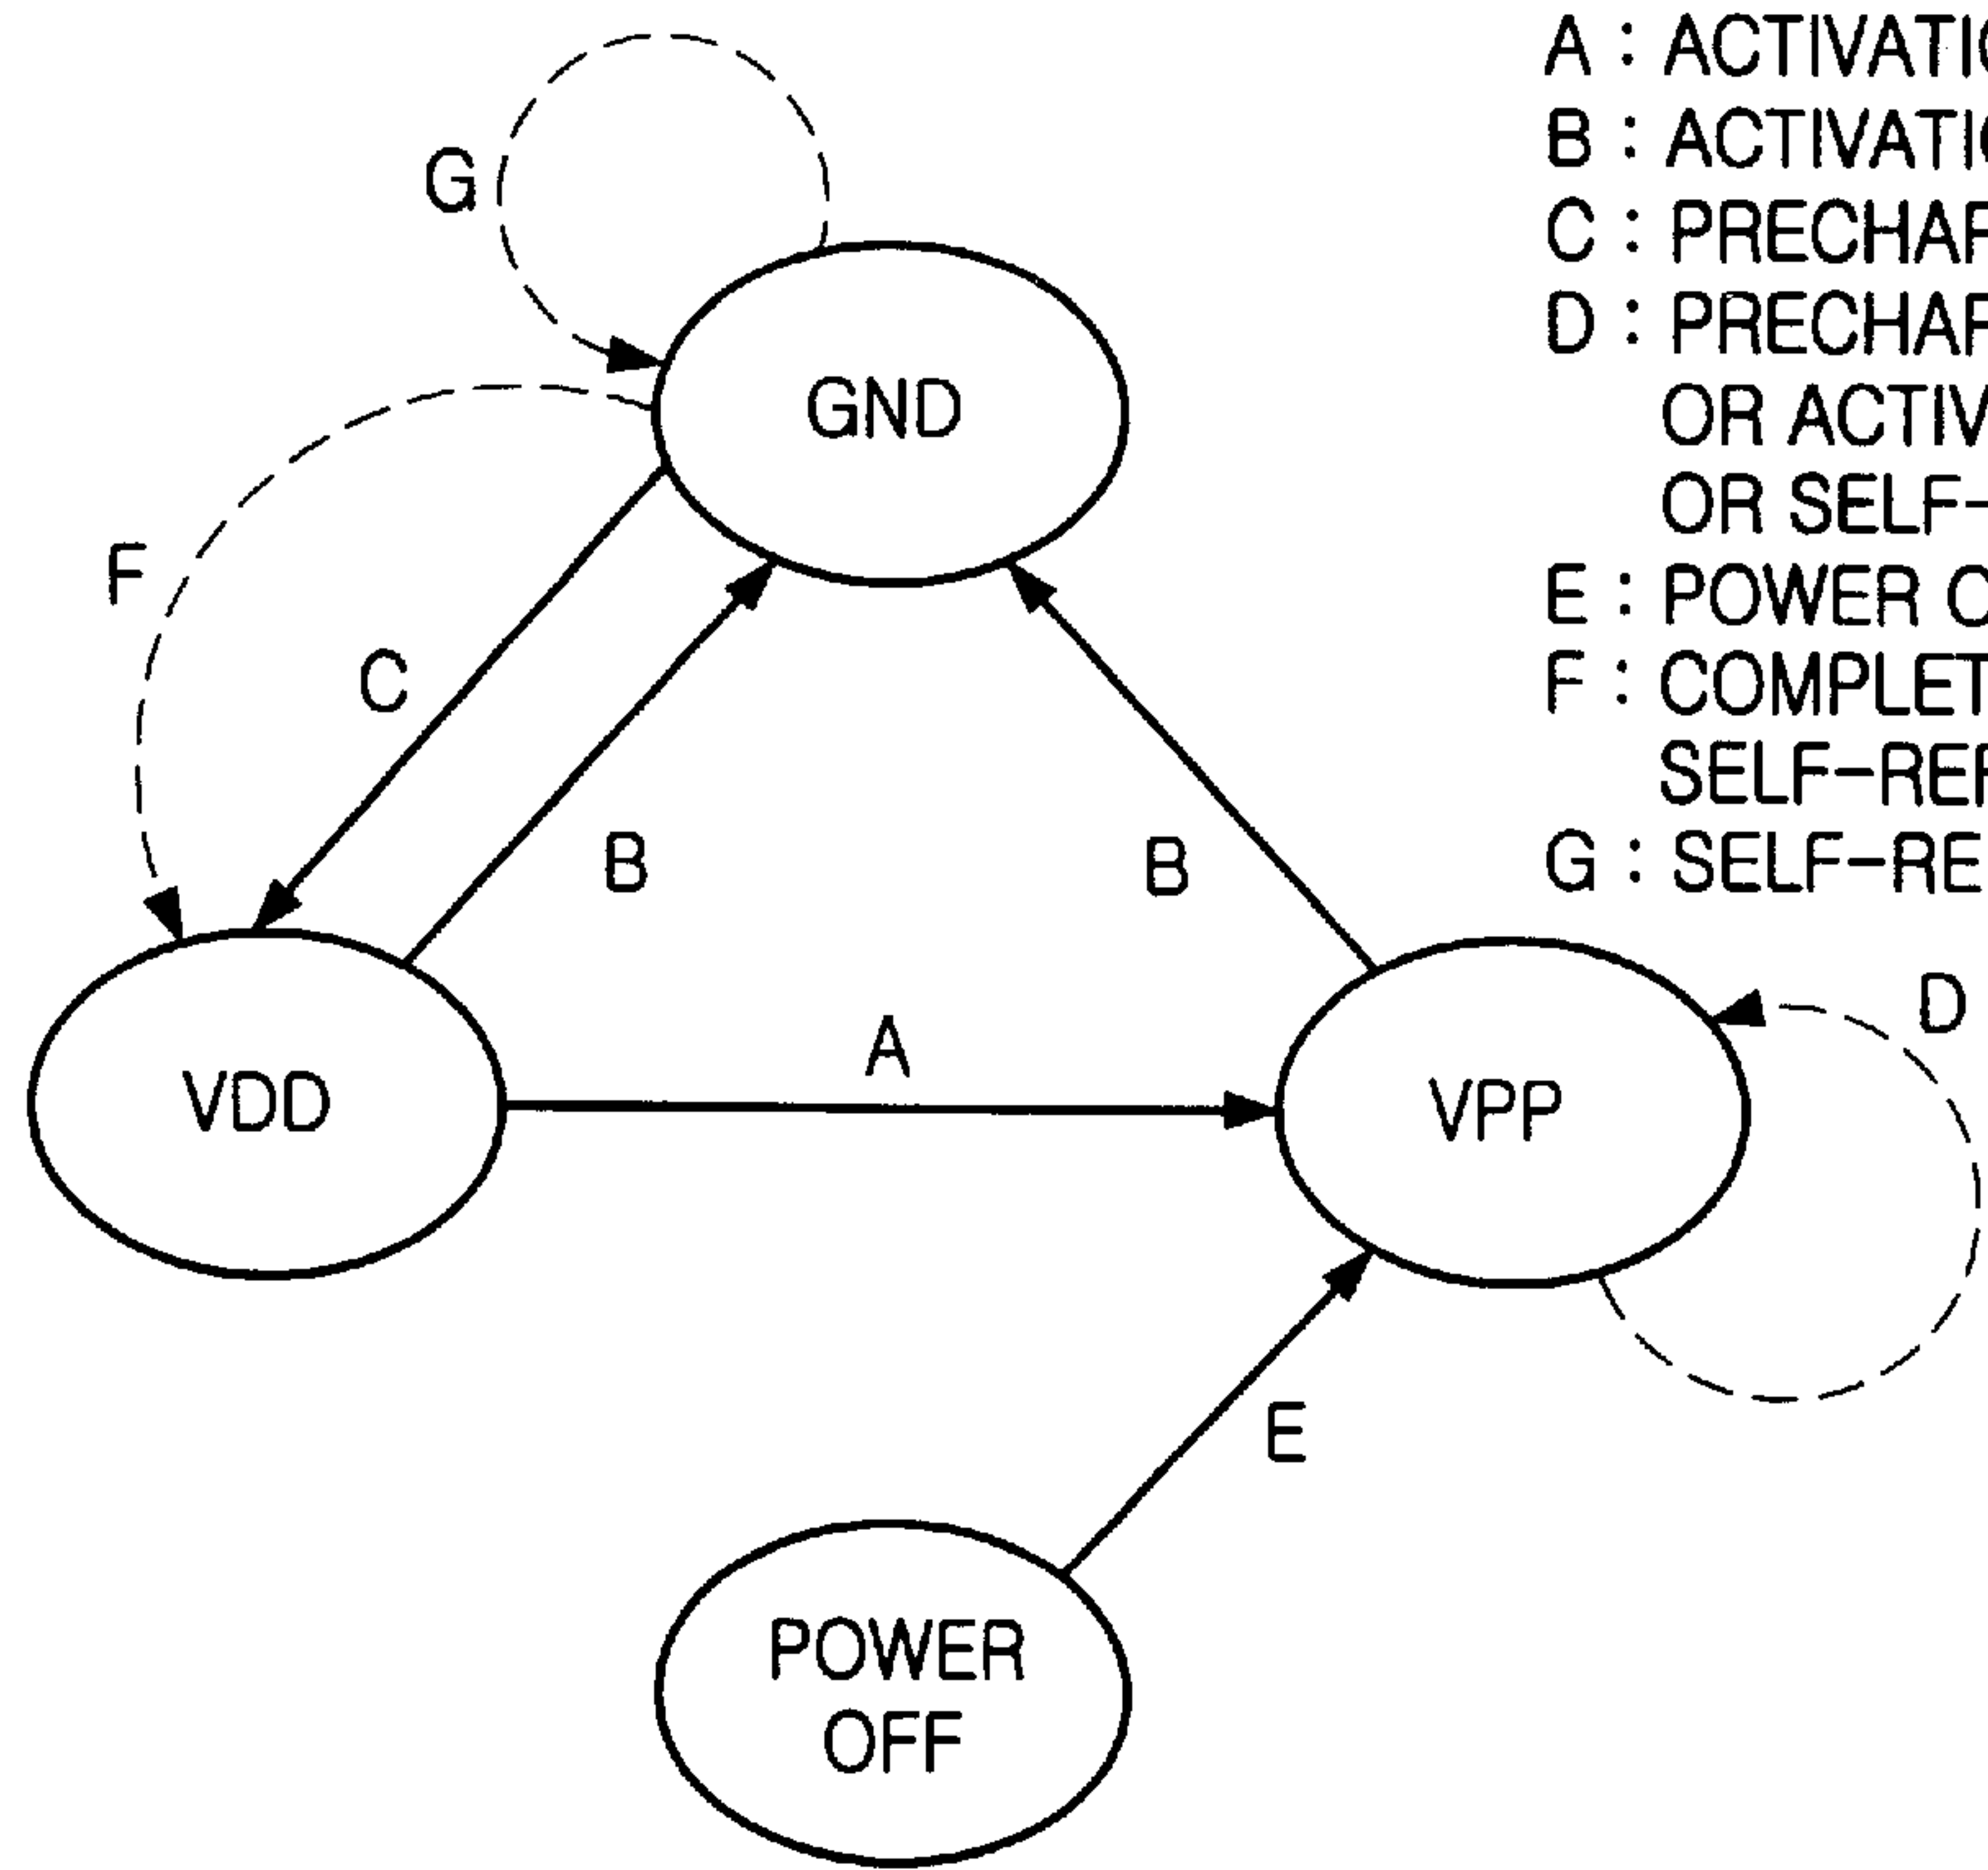 G
A : ACTIVATIO
B : ACTIVATIO
C : PRECHAR
D : PRECHAR
OR ACTIV
OR SELF-
E : POWER O
F : COMPLET
SELF-REF
G : SELF-RE
GND
F
C
B
B
D
A
VDD
VPP
E
POWER
OFF